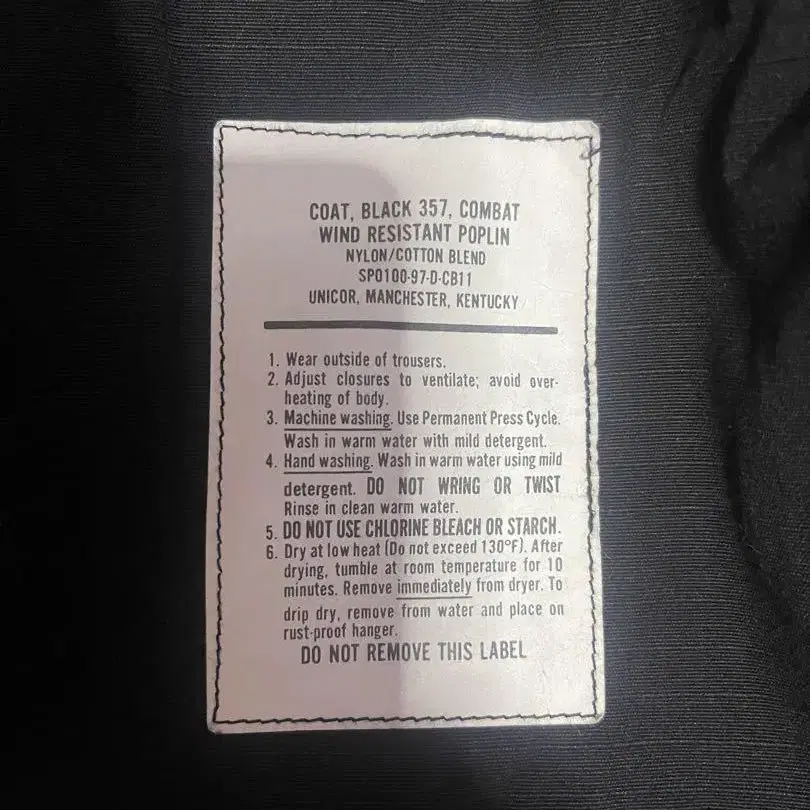 COAT, BLACK 357, COMBAT
WIND RESISTANT POPLIN
NYLON/COTTON BLEND
SPO100-97-D-CB11
UNICOR, MANCHESTER, KENTUCKY
1. Wear outside of trousers.
2. Adjust closures to ventilate; avoid over-
heating of body.
3. Machine washing. Use Permanent Press Cycle.
Wash in warm water with mild detergent.
4. Hand washing. Wash in warm water using mild
detergent. DO NOT WRING OR TWIST
Rinse in clean warm water.
5. DO NOT USE CHLORINE BLEACH OR STARCH.
6. Dry at low heat (Do not exceed 130°F). After
drying, tumble at room temperature for 10
minutes. Remove immediately from dryer. To
drip dry, remove from water and place on
rust-proof hanger.
DO NOT REMOVE THIS LABEL